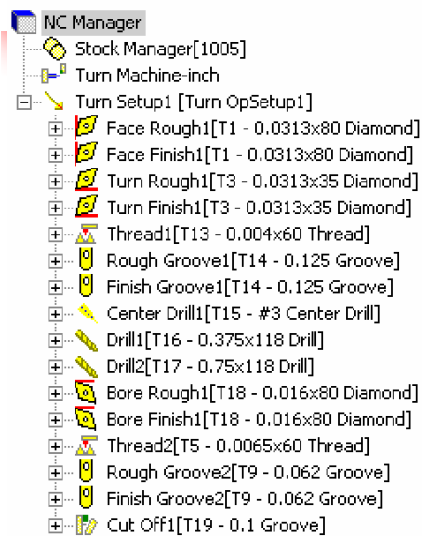 NC Manager
Stock Manager[1005]
Turn Machine-inch
Turn Setup1 [Turn OpSetup1]
Face Rough1[T1 - 0.0313x80 Diamond]
Face Finish1[T1 - 0.0313x80 Diamond]
Turn Rough1[T3 - 0.0313x35 Diamond]
Turn Finish1[T3 - 0.0313x35 Diamond]
Thread1[T13 - 0.004x60 Thread]
Rough Groove1[T14 - 0.125 Groove]
Finish Groove1[T14 - 0.125 Groove]
Center Drill1[T15 - #3 Center Drill]
Drill1[T16 - 0.375x118 Drill]
Drill2[T17 - 0.75x118 Drill]
Bore Rough1[T18 - 0.016x80 Diamond]
Bore Finish1[T18 - 0.016x80 Diamond]
Thread2[T5 - 0.0065x60 Thread]
Rough Groove2[T9 - 0.062 Groove]
Finish Groove2[T9 - 0.062 Groove]
Cut Off1[T19 - 0.1 Groove]